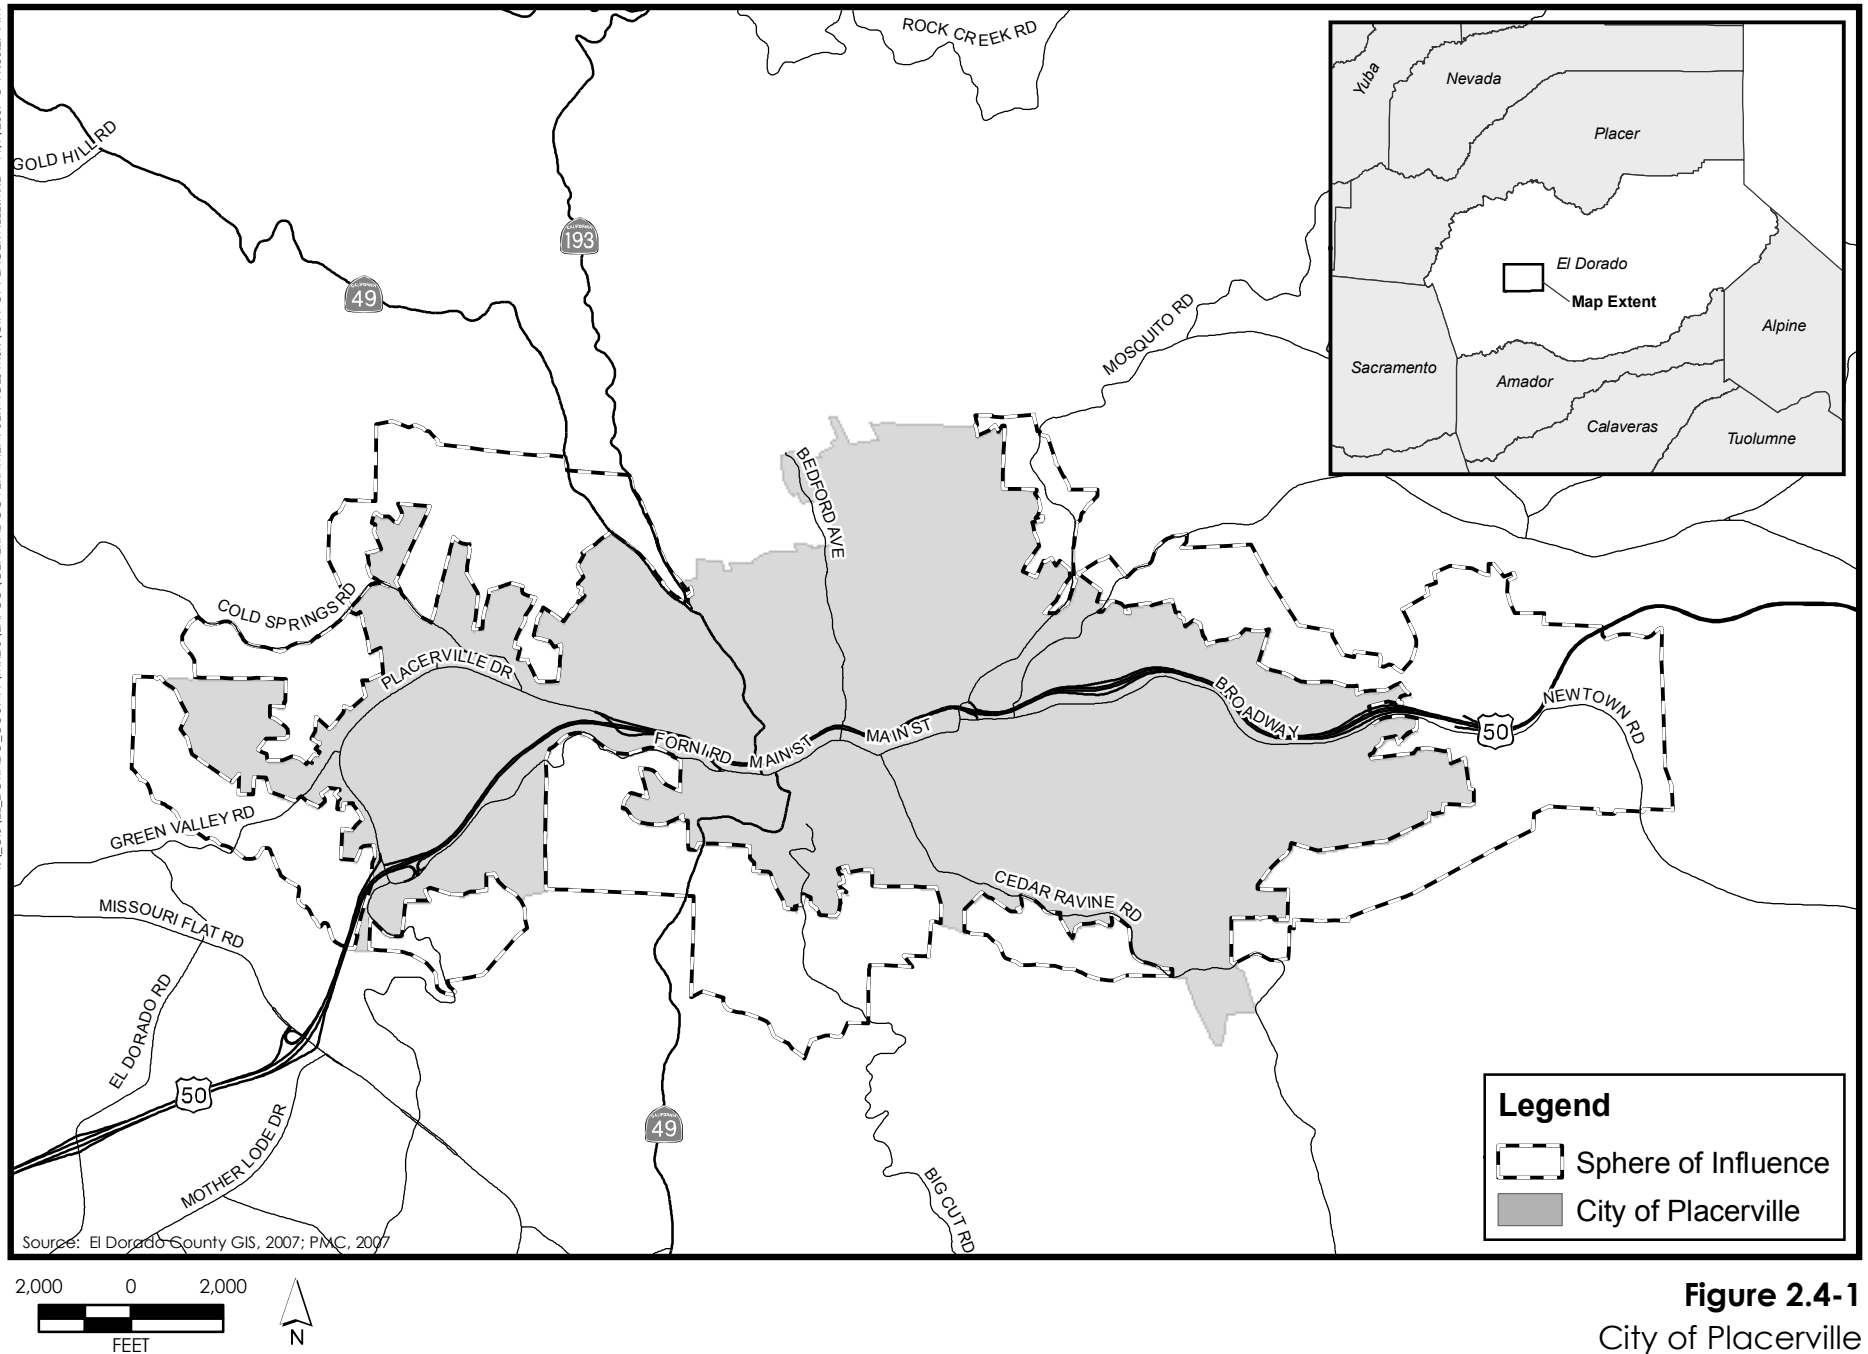 ROCK CREEK RD
Yuba
Nevada
Placer
GOLD HILL RD
CALIFORNIA
193
El Dorado
Map Extent
CALIFORNIA
49
MOSQUITO RD
Alpine
Sacramento
Amador
Calaveras
Tuolumne
BEDFORD AVE
COLD SPRINGS RD
PLACERVILLE DR
BROADWAY
NEWTOWN RD
FORNI RD
MAIN ST
MAIN ST
50
GREEN VALLEY RD
CEDAR RAVINE RD
MISSOURI FLAT RD
EL DORADO RD
50
MOTHER LODE DR
CALIFORNIA
49
BIG CUT RD
Legend
Sphere of Influence
City of Placerville
Source: El Dorado County GIS, 2007; PMC, 2007
2,000 0 2,000
FEET
N
Figure 2.4-1
City of Placerville